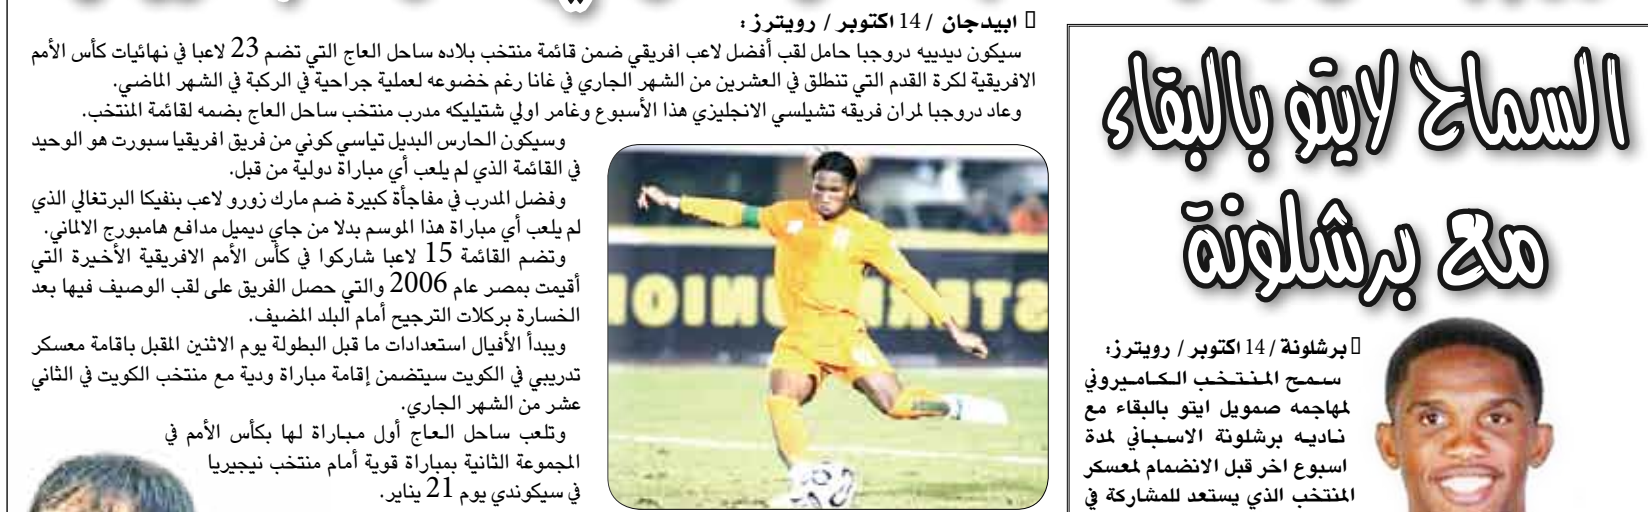 السماح لايتو بالبقاء
مع برشلونة
برشلونة / 14 اكتوبر / رويترز:
سمح المنتخب الكاميروني
لمهاجمه صمويل ايتو بالبقاء مع
ناديه برشلونة الاسباني لمدة
اسبوع اخر قبل الانضمام لمعسكر
المنتخب الذي يستعد للمشاركة في
ابيدجان / 14 اكتوبر / رويترز :
سيكون ديدييه دروجبا حامل لقب أفضل لاعب افريقي ضمن قائمة منتخب بلاده ساحل العاج التي تضم 23 لاعبا في نهائيات كأس الأمم
الافريقية لكرة القدم التي تنطلق في العشرين من الشهر الجاري في غانا رغم خضوعه لعملية جراحية في الركبة في الشهر الماضي.
وعاد دروجبا لمران فريقه تشيلسي الانجليزي هذا الأسبوع وغامر اولي شتيليكه مدرب منتخب ساحل العاج بضمه لقائمة المنتخب.
وسيكون الحارس البديل تياسي كوني من فريق افريقيا سبورت هو الوحيد
في القائمة الذي لم يلعب أي مباراة دولية من قبل.
وفضل المدرب في مفاجأة كبيرة ضم مارك زورو لاعب بنفيكا البرتغالي الذي
لم يلعب أي مباراة هذا الموسم بدلا من جاي ديميل مدافع هامبورج الالماني.
وتضم القائمة 15 لاعبا شاركوا في كأس الأمم الافريقية الأخيرة التي
أقيمت بمصر عام 2006 والتي حصل الفريق على لقب الوصيف فيها بعد
الخسارة بركلات الترجيح أمام البلد المضيف.
ويبدأ الأفيال استعدادات ما قبل البطولة يوم الاثنين المقبل باقامة معسكر
تدريبي في الكويت سيتضمن إقامة مباراة ودية مع منتخب الكويت في الثاني
عشر من الشهر الجاري.
وتلعب ساحل العاج أول مباراة لها بكأس الأمم في
المجموعة الثانية بمباراة قوية أمام منتخب نيجيريا
في سيكوندي يوم 21 يناير.